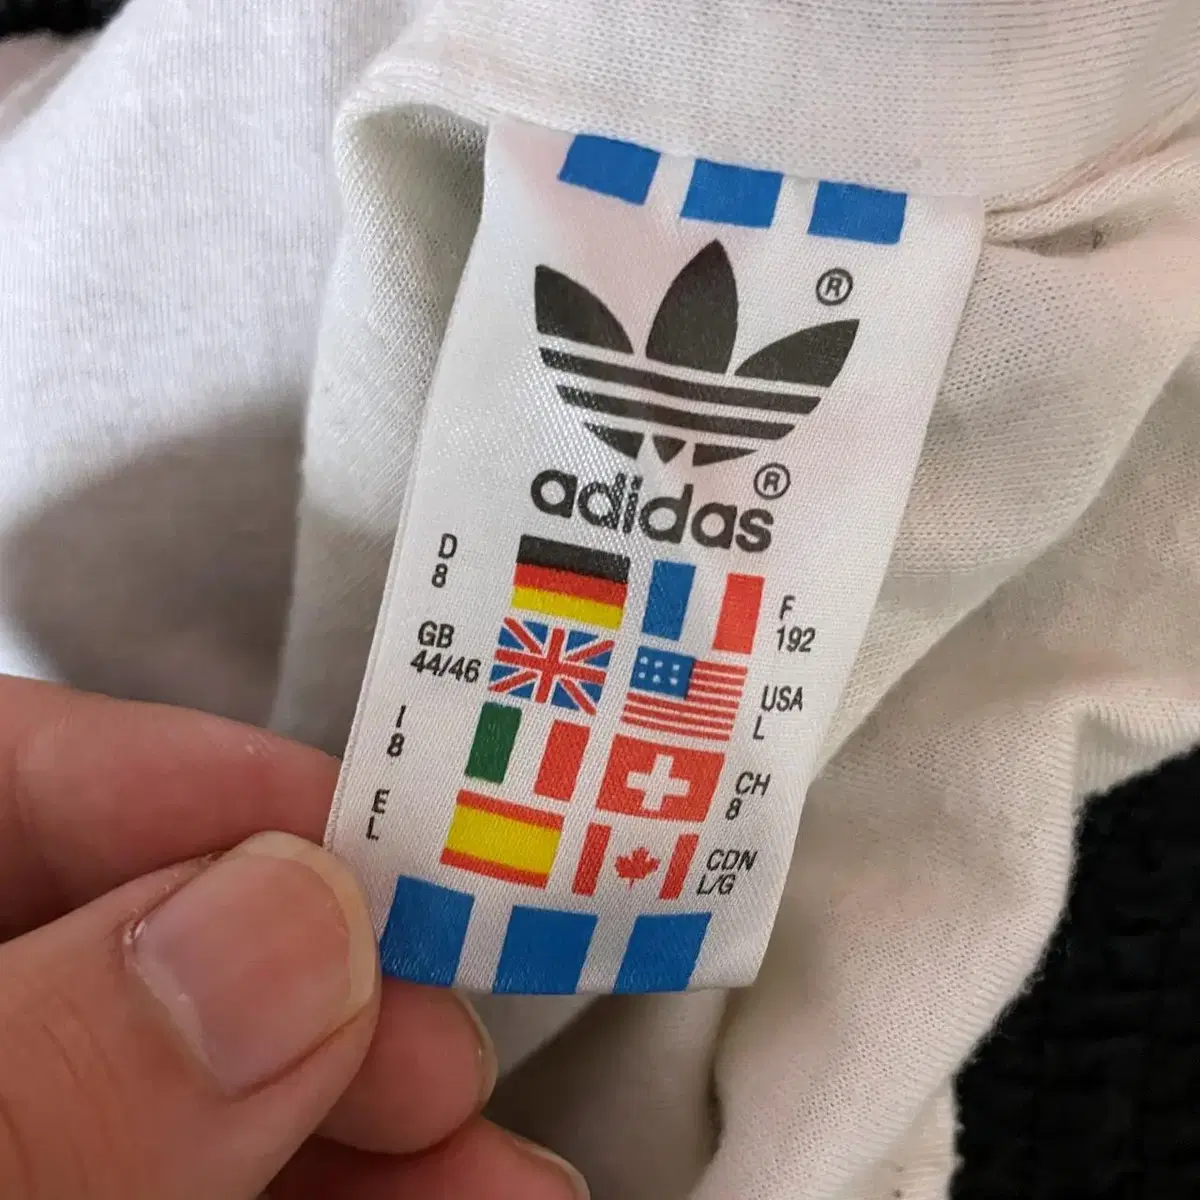 ®
adidas®
D
8
F
192
GB
44/46
USA
L
I
8
CH
8
E
L
CDN
L/G